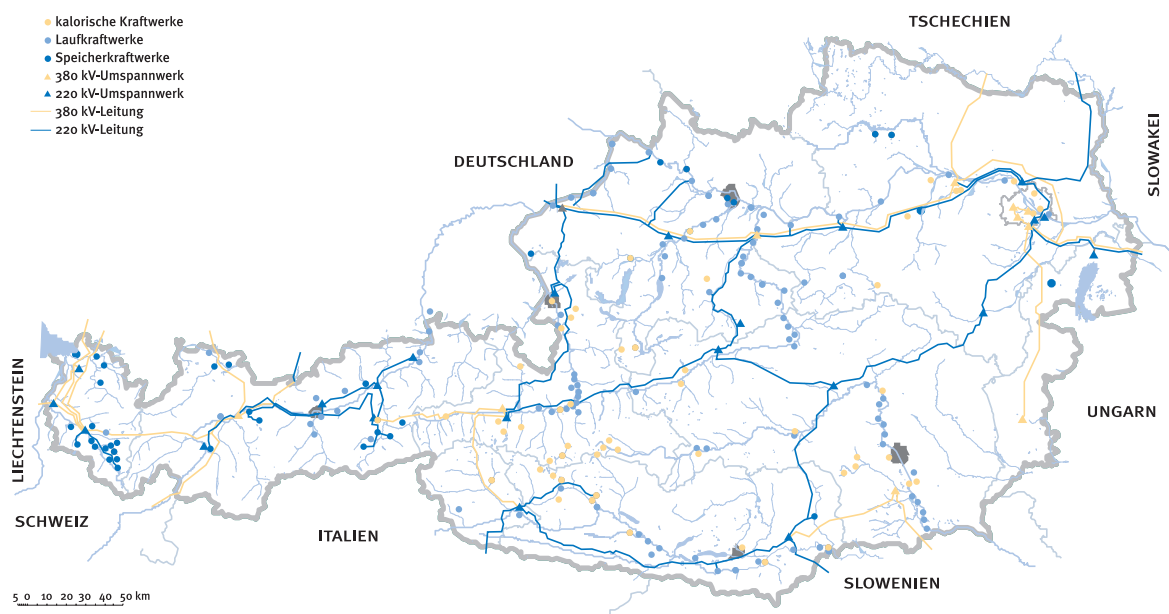 kalorische Kraftwerke
Laufkraftwerke
Speicherkraftwerke
380 kV-Umspannwerk
220 kV-Umspannwerk
380 kV-Leitung
220 kV-Leitung
TSCHECHIEN
DEUTSCHLAND
SLOWAKEI
LIECHTENSTEIN
UNGARN
SCHWEIZ
ITALIEN
SLOWENIEN
5 0 10 20 30 40 50 km